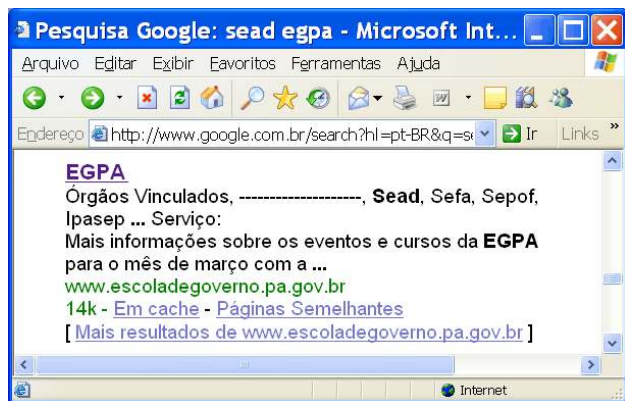 Pesquisa Google: sead egpa - Microsoft Int...
Arquivo Editar Exibir Favoritos Ferramentas Ajuda
Endereço http://www.google.com.br/search?hl=pt-BR&q=se Ir Links »
EGPA
Órgãos Vinculados, --------------------, Sead, Sefa, Sepof,
Ipasep ... Serviço:
Mais informações sobre os eventos e cursos da EGPA
para o mês de março com a ...
www.escoladegoverno.pa.gov.br
14k - Em cache - Páginas Semelhantes
[ Mais resultados de www.escoladegoverno.pa.gov.br ]
Internet